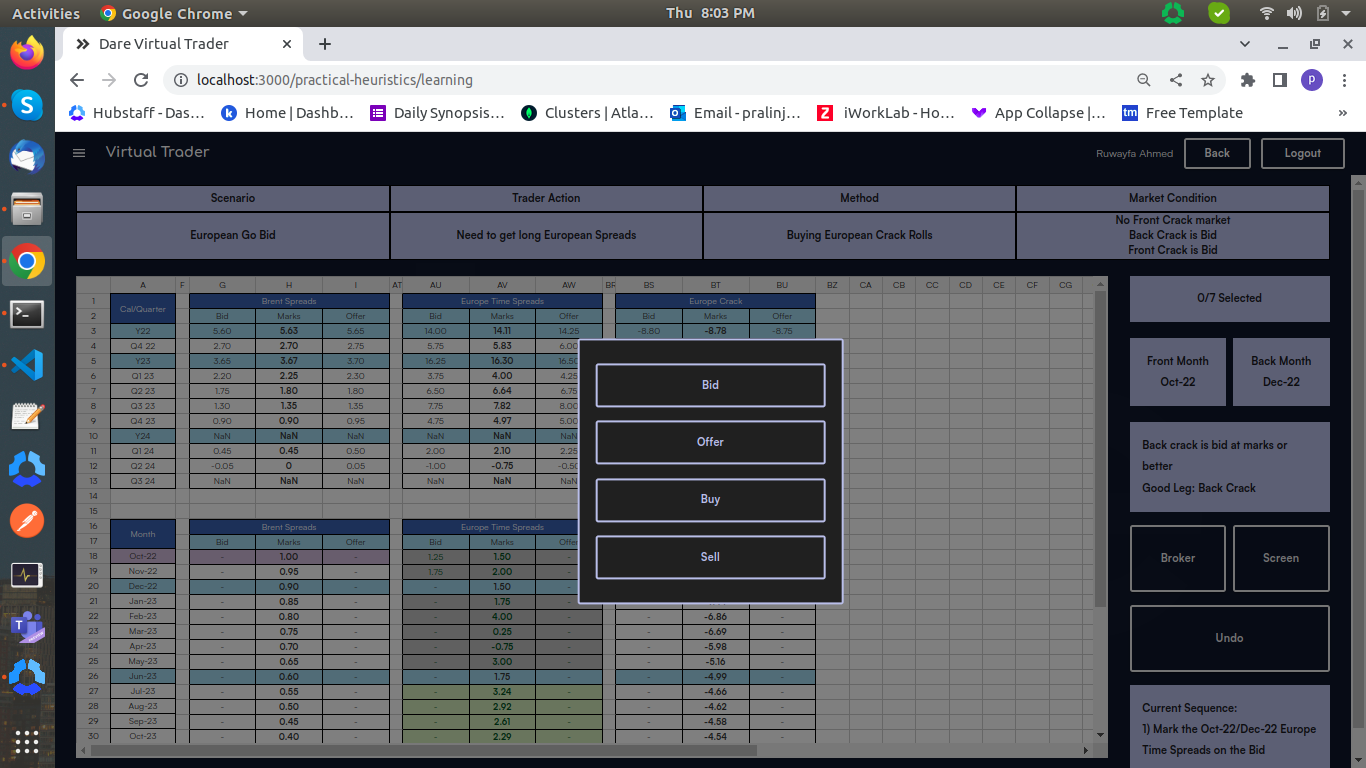 Activities Google Chrome Thu 8:03 PM
Dare Virtual Trader
localhost:3000/practical-heuristics/learning
P
Hubstaff - Das... Home | Dashb... Daily Synopsis... Clusters | Atla... Email - pralinj... iWorkLab - Ho... App Collapse |... Free Template »
Virtual Trader Ruwayfa Ahmed Back Logout
Scenario Trader Action Method Market Condition
European Go Bid Need to get long European Spreads Buying European Crack Rolls
No Front Crack market
Back Crack is Bid
Front Crack is Bid
A F G H I AT AU AV AW BS BT BU BZ CA CB CC CD CE CF CG
1 Cal/Quarter Brent Spreads Europe Time Spreads Europe Crack
2 Bid Marks Offer Bid Marks Offer Bid Marks Offer
3 Y22 5.60 5.63 5.65 14.00 14.11 14.25 -8.80 -8.78 -8.75
4 Q4 22 2.70 2.70 2.75 5.75 5.83 6.00
5 Y23 3.65 3.67 3.70 16.25 16.30 16.50
6 Q1 23 2.20 2.25 2.30 3.75 4.00 4.25
7 Q2 23 1.75 1.80 1.80 6.50 6.64 6.75
8 Q3 23 1.30 1.35 1.35 7.75 7.82 8.00
9 Q4 23 0.90 0.90 0.95 4.75 4.97 5.00
10 Y24 NaN NaN NaN NaN NaN NaN
11 Q1 24 0.45 0.45 0.50 2.00 2.10 2.25
12 Q2 24 -0.05 0 0.05 -1.00 -0.75 -0.50
13 Q3 24 NaN NaN NaN NaN NaN NaN
14
15
16 Month Brent Spreads Europe Time Spreads
17 Bid Marks Offer Bid Marks Offer
18 Oct-22 - 1.00 - 1.25 1.50 -
19 Nov-22 - 0.95 - 1.75 2.00 -
20 Dec-22 - 0.90 - - 1.50 -
21 Jan-23 - 0.85 - - 1.75 -
22 Feb-23 - 0.80 - - 4.00 - - -6.86 -
23 Mar-23 - 0.75 - - 0.25 - - -6.69 -
24 Apr-23 - 0.70 - - -0.75 - - -5.98 -
25 May-23 - 0.65 - - 3.00 - - -5.16 -
26 Jun-23 - 0.60 - - 1.75 - - -4.99 -
27 Jul-23 - 0.55 - - 3.24 - - -4.66 -
28 Aug-23 - 0.50 - - 2.92 - - -4.62 -
29 Sep-23 - 0.45 - - 2.61 - - -4.58 -
30 Oct-23 - 0.40 - - 2.29 - - -4.54 -
Bid
Offer
Buy
Sell
0/7 Selected
Front Month Back Month
Oct-22 Dec-22
Back crack is bid at marks or
better
Good Leg: Back Crack
Broker Screen
Undo
Current Sequence:
1) Mark the Oct-22/Dec-22 Europe
Time Spreads on the Bid